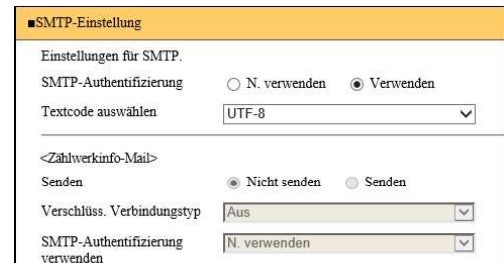 ■SMTP-Einstellung
Einstellungen für SMTP.
SMTP-Authentifizierung N. verwenden Verwenden
Textcode auswählen UTF-8
<Zählwerkinfo-Mail>
Senden Nicht senden Senden
Verschlüss. Verbindungstyp Aus
SMTP-Authentifizierung N. verwenden
verwenden